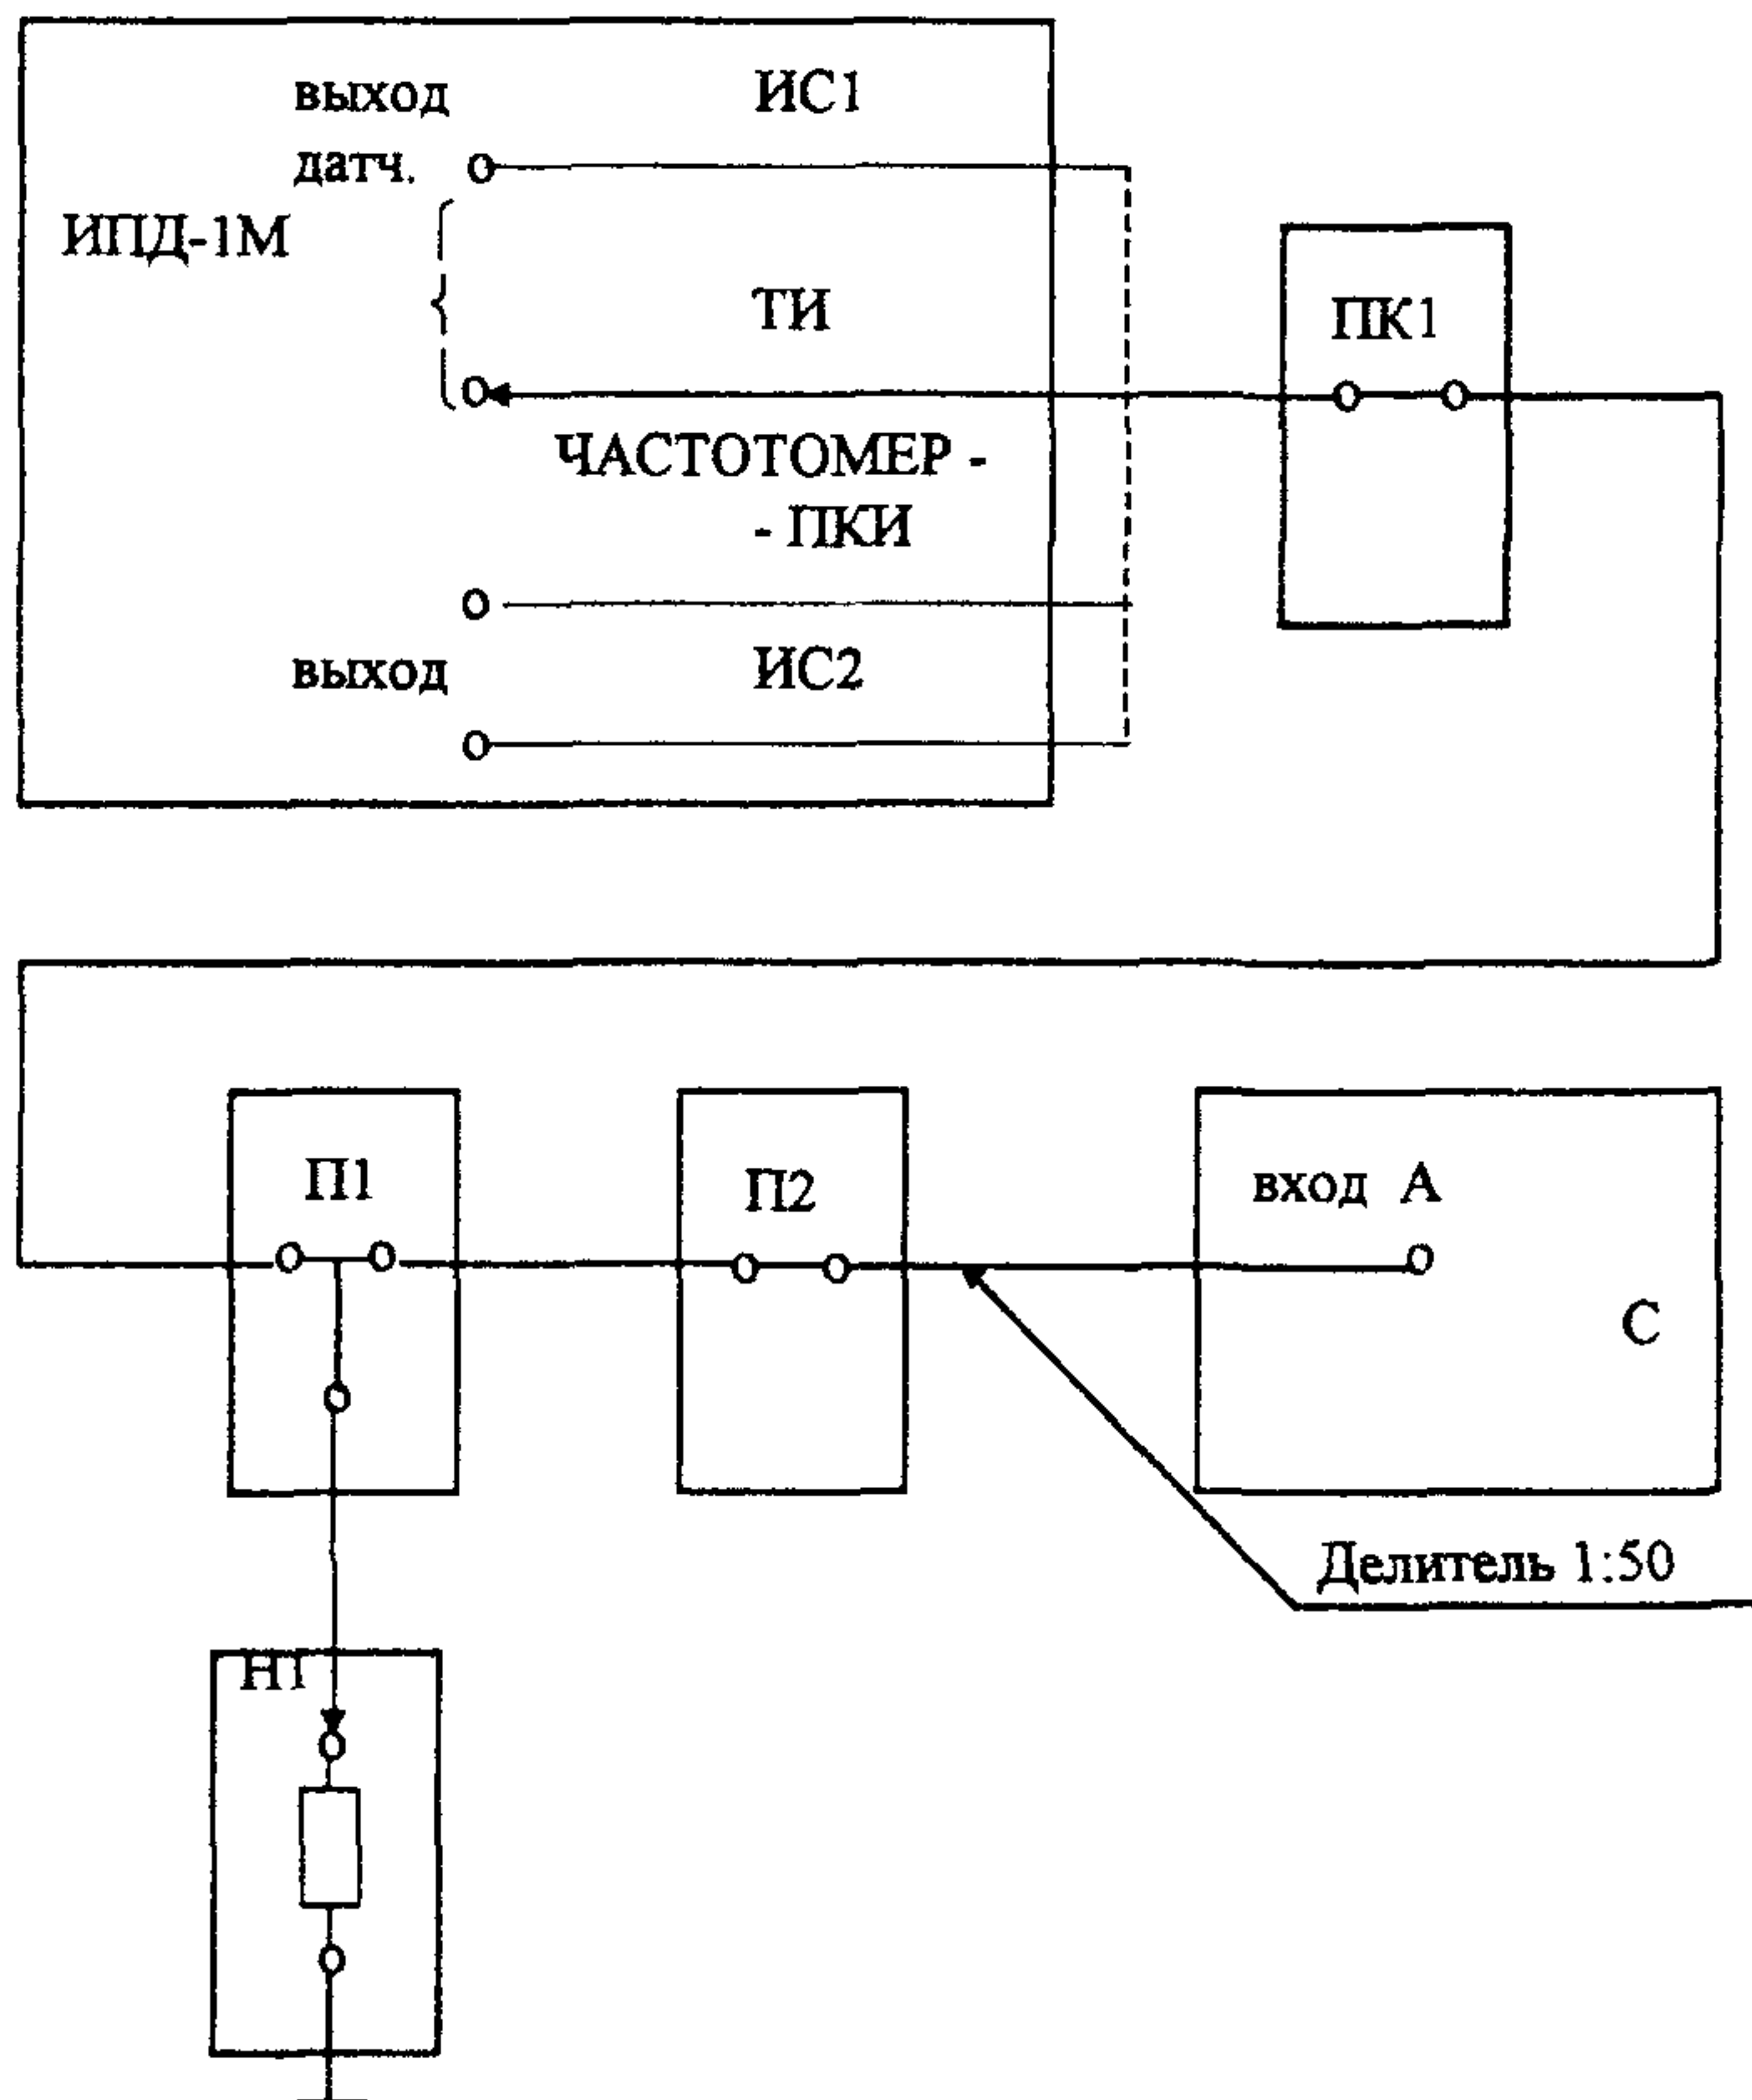 выход
датч.
ИС1
ИПД-1М
ТИ
ПК1
ЧАСТОТОМЕР -
- ПКИ
выход
ИС2
П1
П2
вход А
С
Делитель 1:50
Н1